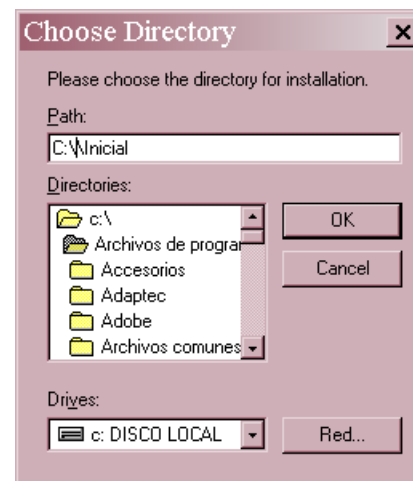 Choose Directory
Please choose the directory for installation.
Path:
C:\Inicial
Directories:
c:\
Archivos de progra
Accesorios
Adaptec
Adobe
Archivos comunes
OK
Cancel
Drives:
c: DISCO LOCAL
Red...